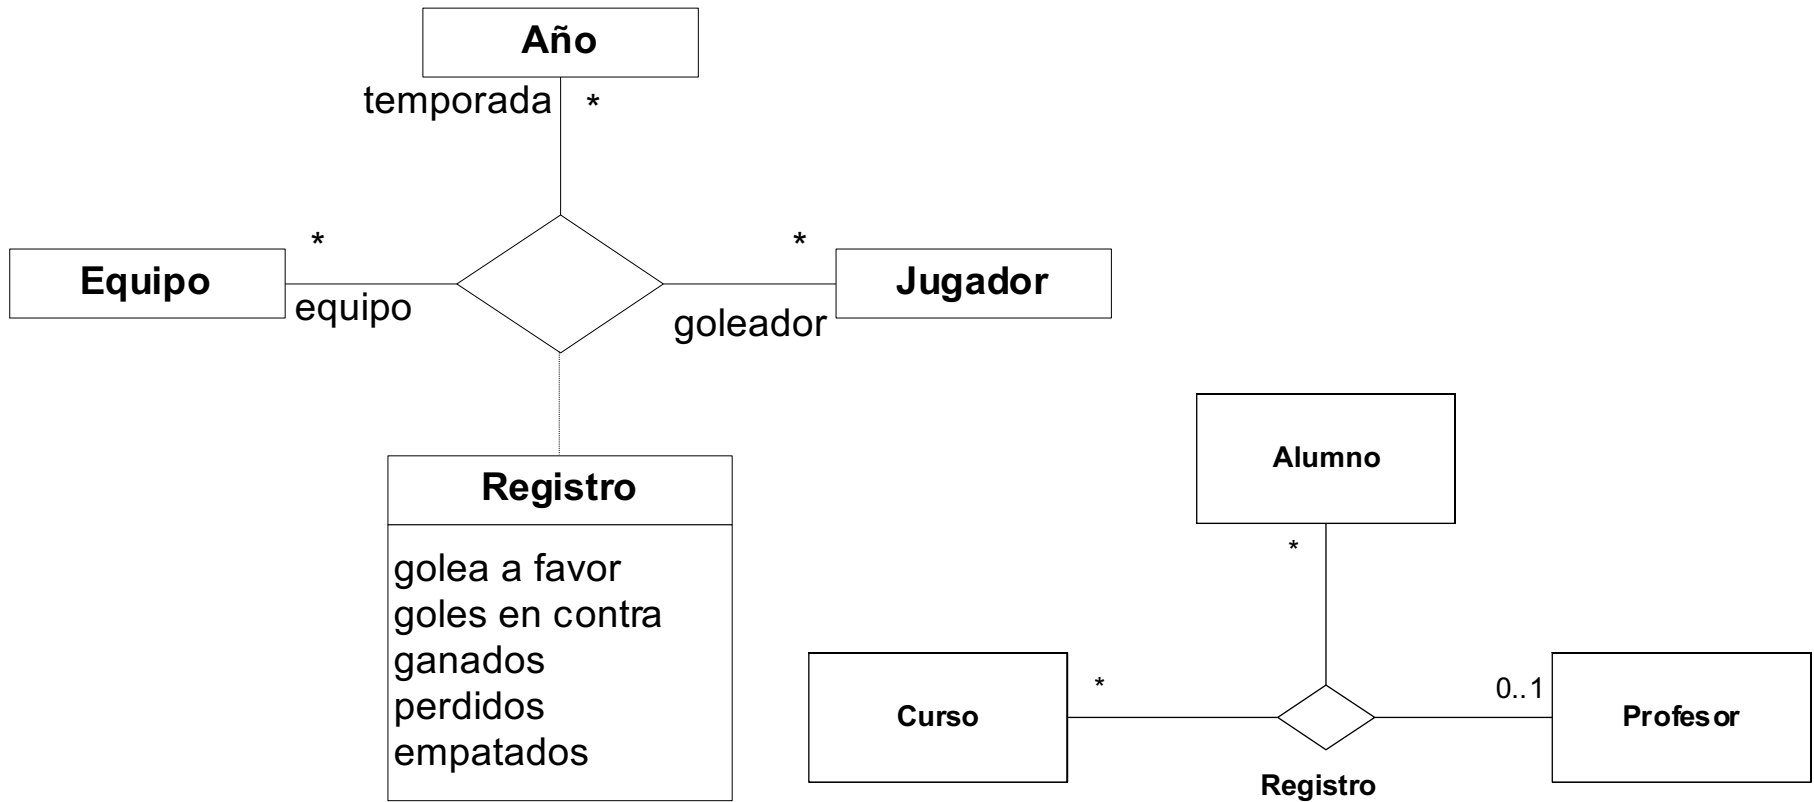 Año
temporada
*
*
*
Equipo
Jugador
equipo
goleador
Registro
golea a favor
goles en contra
ganados
perdidos
empatados
Alumno
*
*
0..1
Curso
Profesor
Registro